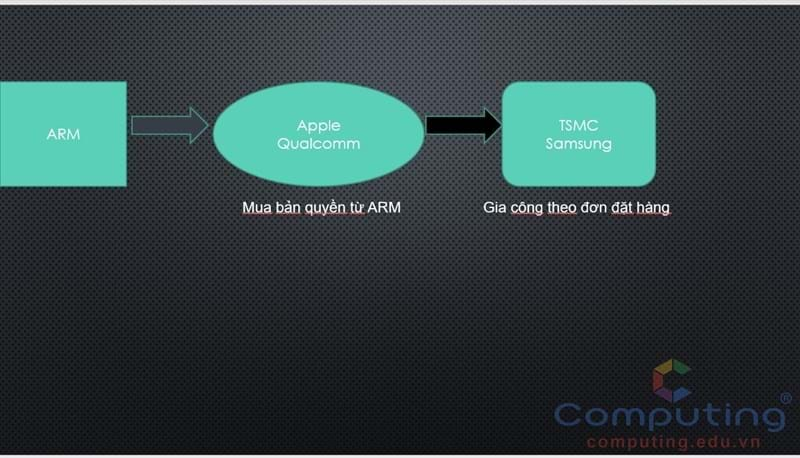 ARM
Apple
Qualcomm
TSMC
Samsung
Mua bản quyền từ ARM
Gia công theo đơn đặt hàng
Computing®
computing.edu.vn